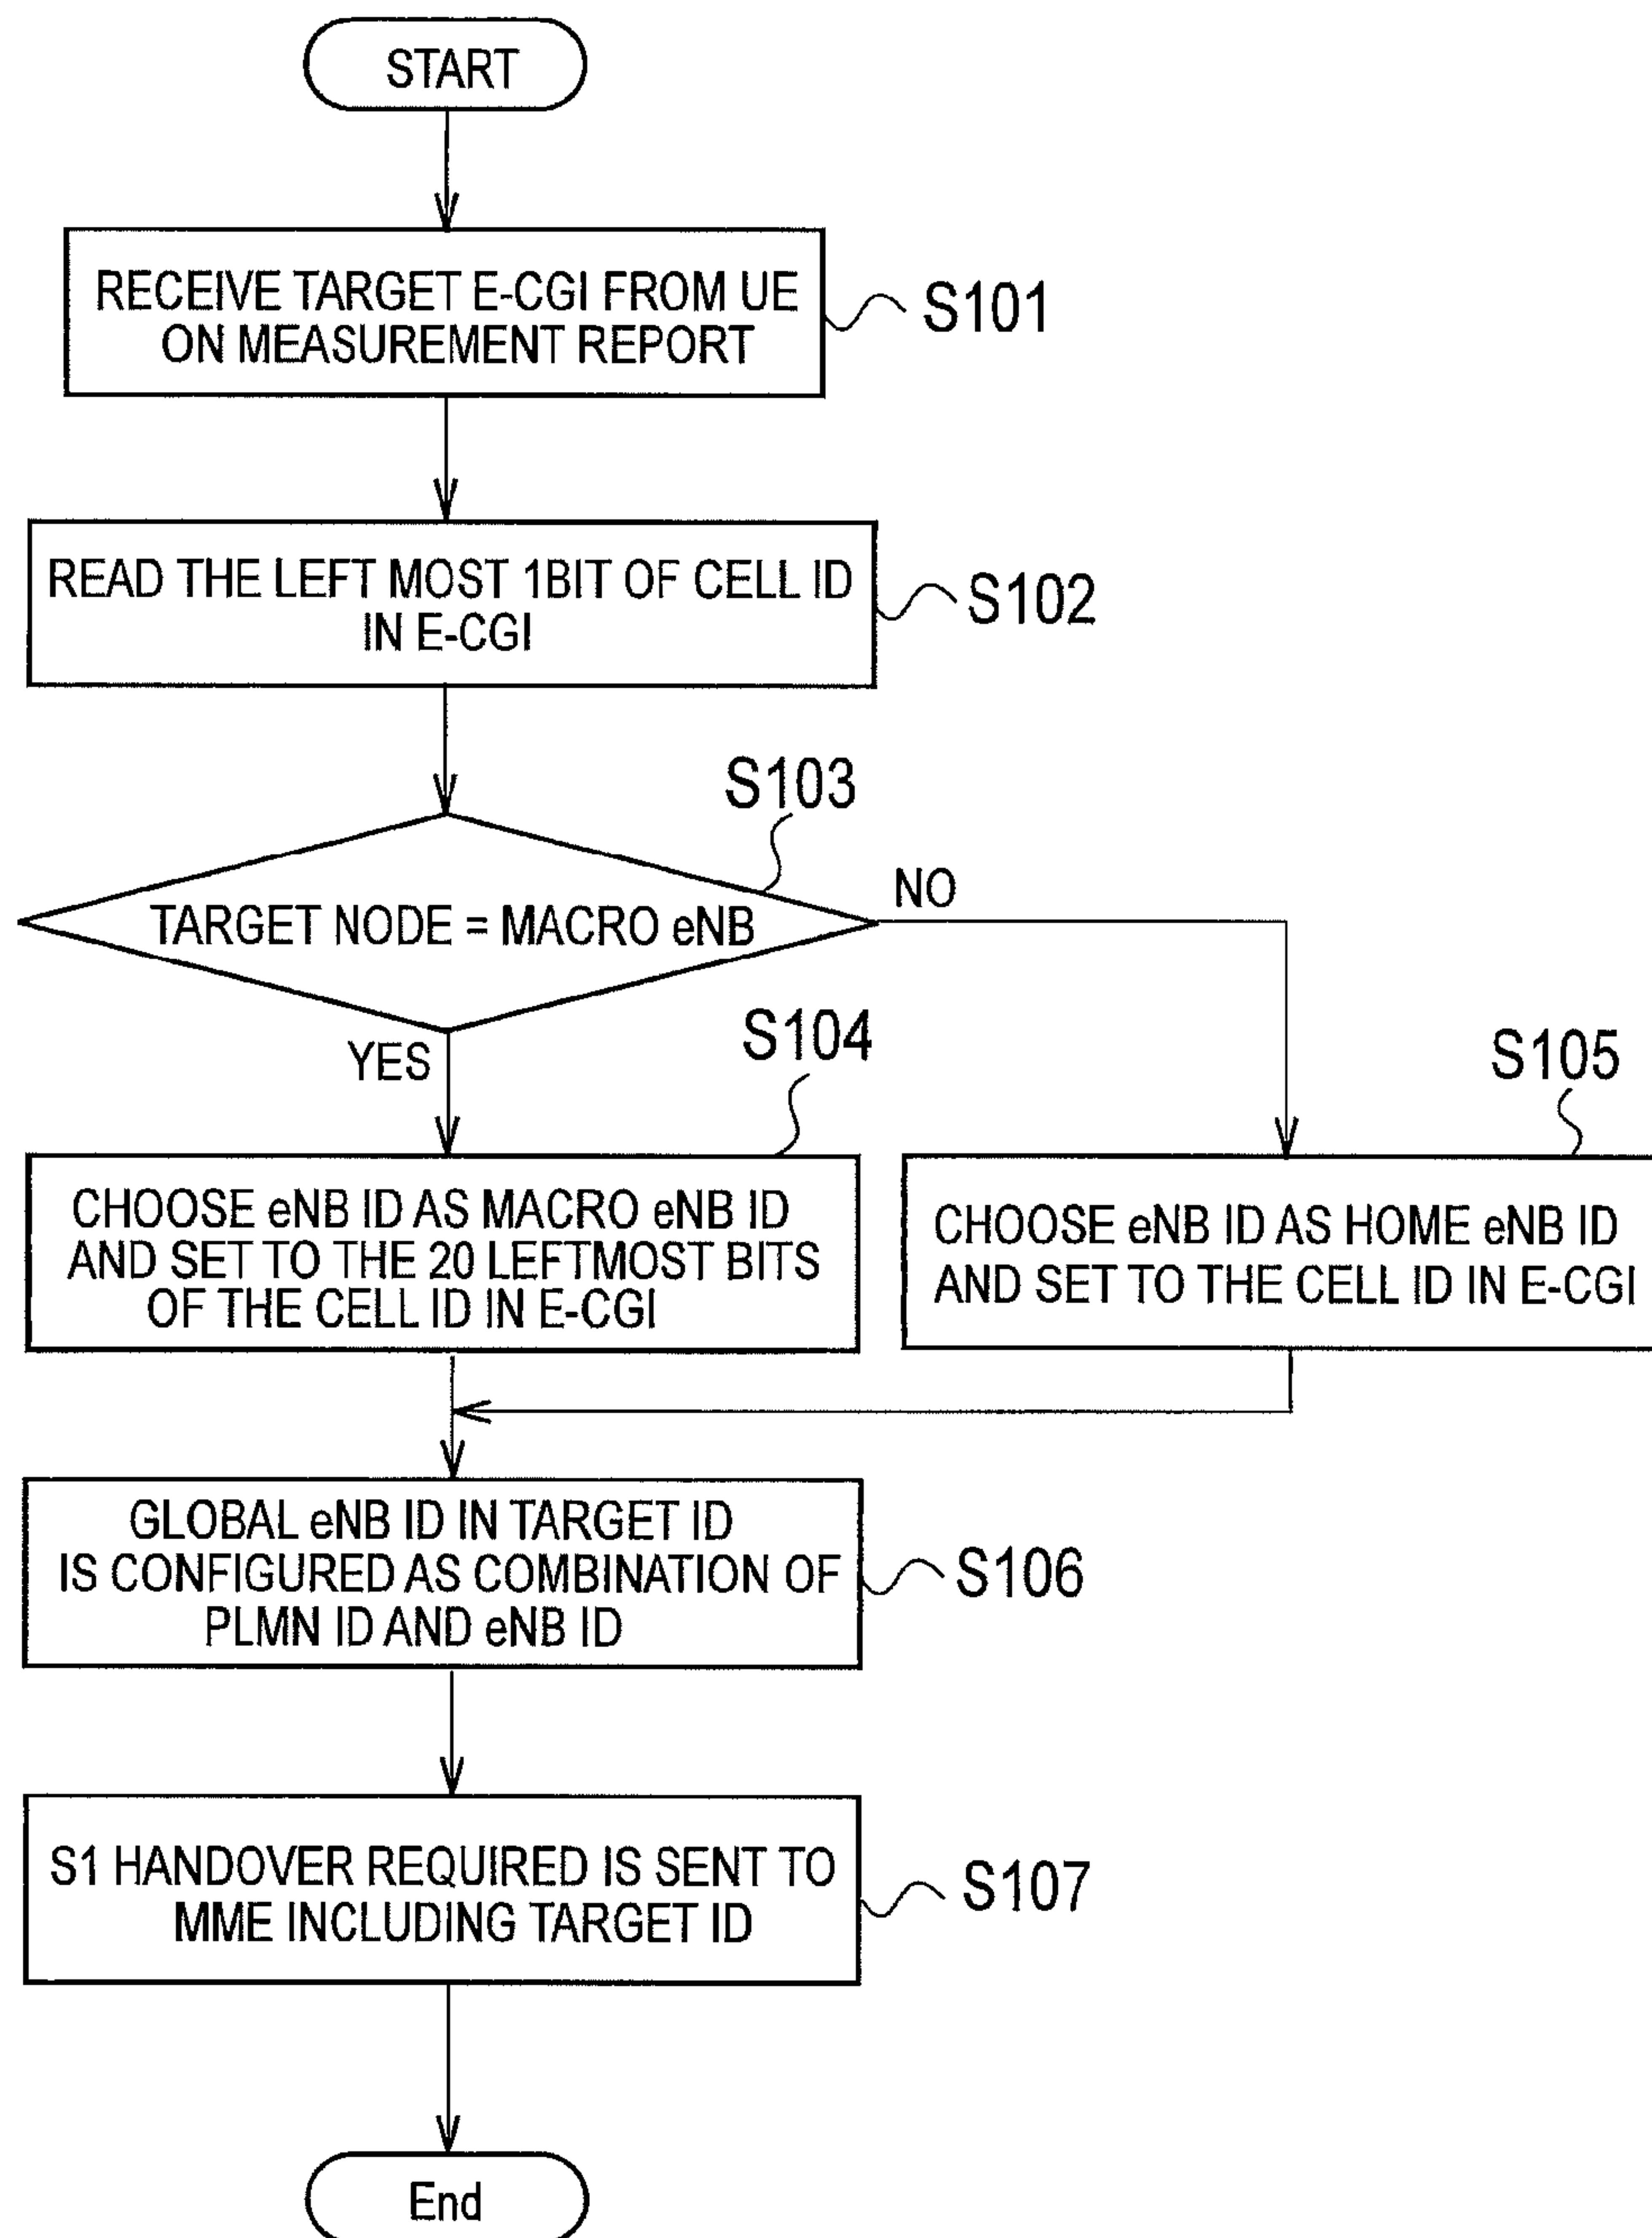 START
RECEIVE TARGET E-CGI FROM UE
ON MEASUREMENT REPORT
S101
READ THE LEFT MOST 1BIT OF CELL ID
IN E-CGI
S102
S103
TARGET NODE = MACRO eNB
NO
YES
S104
S105
CHOOSE eNB ID AS MACRO eNB ID
AND SET TO THE 20 LEFTMOST BITS
OF THE CELL ID IN E-CGI
CHOOSE eNB ID AS HOME eNB ID
AND SET TO THE CELL ID IN E-CGI
GLOBAL eNB ID IN TARGET ID
IS CONFIGURED AS COMBINATION OF
PLMN ID AND eNB ID
S106
S1 HANDOVER REQUIRED IS SENT TO
MME INCLUDING TARGET ID
S107
End